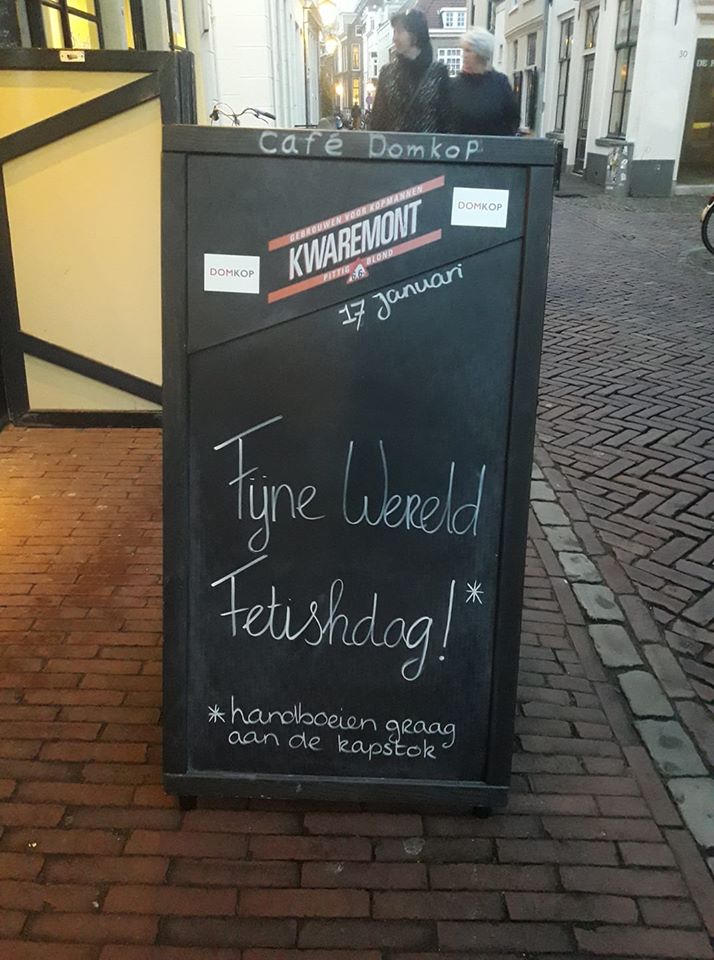 Café Domkop
GEBROUWEN VOOR KOPMANNEN
KWAREMONT
PITTIG BLOND
6,6
DOMKOP
DOMKOP
17 januari
Fijne Wereld
Fetishdag!*
*handboeien graag
aan de kapstok
30